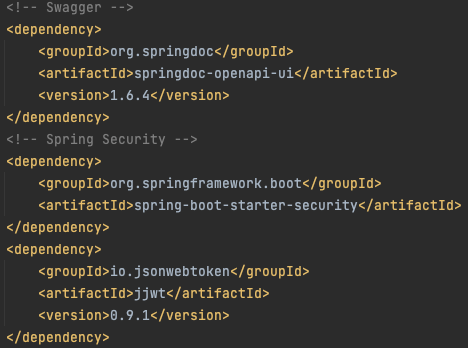 <!-- Swagger -->
<dependency>
    <groupId>org.springdoc</groupId>
    <artifactId>springdoc-openapi-ui</artifactId>
    <version>1.6.4</version>
</dependency>
<!-- Spring Security -->
<dependency>
    <groupId>org.springframework.boot</groupId>
    <artifactId>spring-boot-starter-security</artifactId>
</dependency>
<dependency>
    <groupId>io.jsonwebtoken</groupId>
    <artifactId>jjwt</artifactId>
    <version>0.9.1</version>
</dependency>